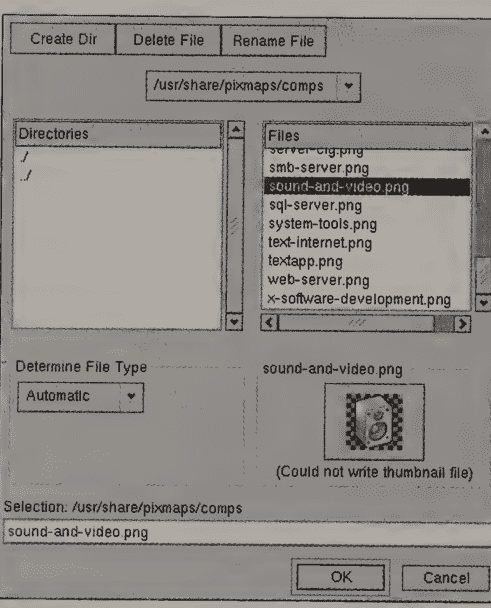 Create Dir
Delete File
Rename File
/usr/share/pixmaps/comps
Directories
./
../
Files
server-cfg.png
smb-server.png
sound-and-video.png
sql-server.png
system-tools.png
text-internet.png
textapp.png
web-server.png
x-software-development.png
Determine File Type
Automatic
sound-and-video.png
(Could not write thumbnail file)
Selection: /usr/share/pixmaps/comps
sound-and-video.png
OK
Cancel